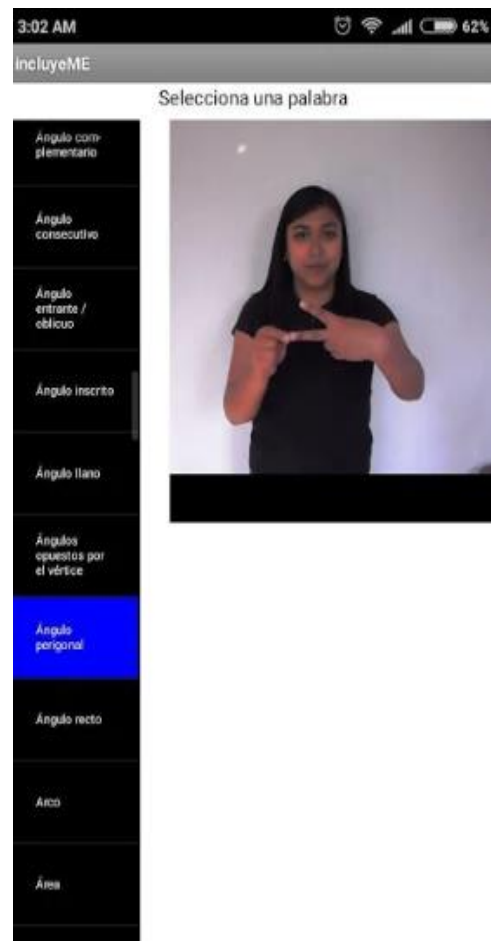 3:02 AM 62%
incluyeME
Selecciona una palabra
Ángulo com-
plementario
Ángulo
consecutivo
Ángulo
entrante /
oblicuo
Ángulo inscrito
Ángulo llano
Ángulos
opuestos por
el vértice
Ángulo
perigonal
Ángulo recto
Arco
Área